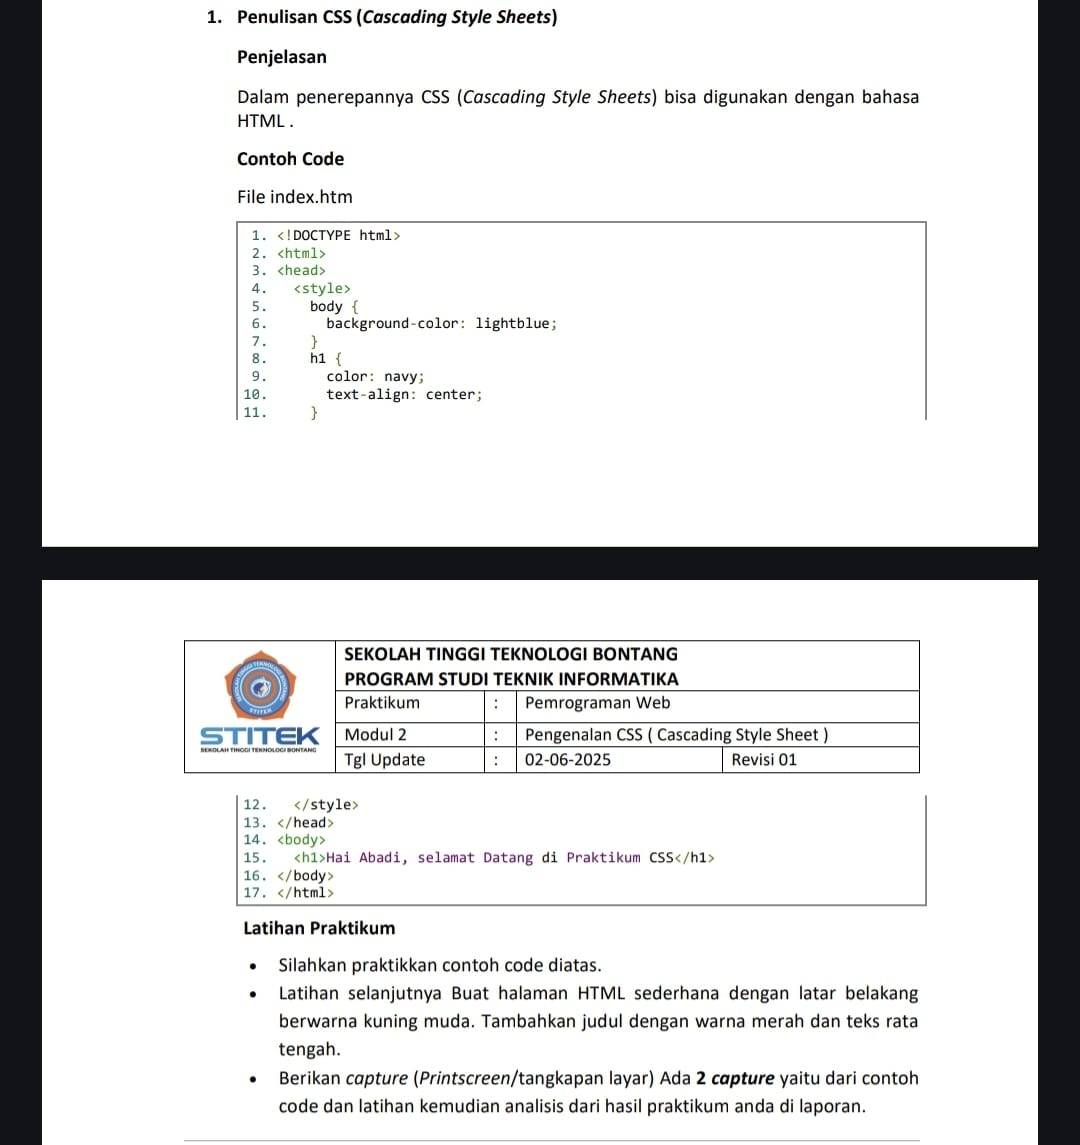 1. Penulisan CSS (Cascading Style Sheets)
Penjelasan
Dalam penerepannya CSS (Cascading Style Sheets) bisa digunakan dengan bahasa
HTML .
Contoh Code
File index.htm
1. <!DOCTYPE html>
2. <html>
3. <head>
4. <style>
5. body {
6. background-color: lightblue;
7. }
8. h1 {
9. color: navy;
10. text-align: center;
11. }
SEKOLAH TINGGI TEKNOLOGI BONTANG
PROGRAM STUDI TEKNIK INFORMATIKA
STITEK
STITEK
SEKOLAH TINGGI TEKNOLOGI BONTANG
Praktikum : Pemrograman Web
Modul 2 : Pengenalan CSS ( Cascading Style Sheet )
Tgl Update : 02-06-2025 Revisi 01
12. </style>
13. </head>
14. <body>
15. <h1>Hai Abadi, selamat Datang di Praktikum CSS</h1>
16. </body>
17. </html>
Latihan Praktikum
• Silahkan praktikkan contoh code diatas.
• Latihan selanjutnya Buat halaman HTML sederhana dengan latar belakang
berwarna kuning muda. Tambahkan judul dengan warna merah dan teks rata
tengah.
• Berikan capture (Printscreen/tangkapan layar) Ada 2 capture yaitu dari contoh
code dan latihan kemudian analisis dari hasil praktikum anda di laporan.